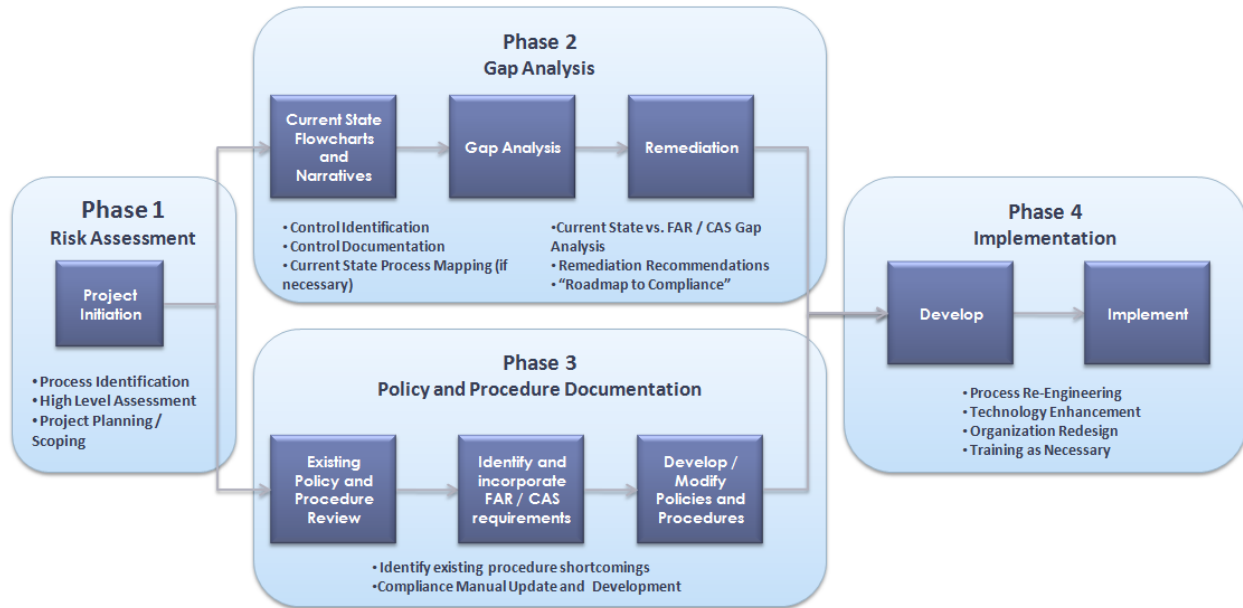 Phase 1
Risk Assessment
Project
Initiation
• Process Identification
• High Level Assessment
• Project Planning /
Scoping
Phase 2
Gap Analysis
Current State
Flowcharts
and
Narratives
Gap Analysis
Remediation
• Control Identification
• Control Documentation
• Current State Process Mapping (if
necessary)
•Current State vs. FAR / CAS Gap
Analysis
• Remediation Recommendations
• “Roadmap to Compliance”
Phase 3
Policy and Procedure Documentation
Existing
Policy and
Procedure
Review
Identify and
incorporate
FAR / CAS
requirements
Develop /
Modify
Policies and
Procedures
• Identify existing procedure shortcomings
•Compliance Manual Update and Development
Phase 4
Implementation
Develop
Implement
• Process Re-Engineering
• Technology Enhancement
• Organization Redesign
• Training as Necessary